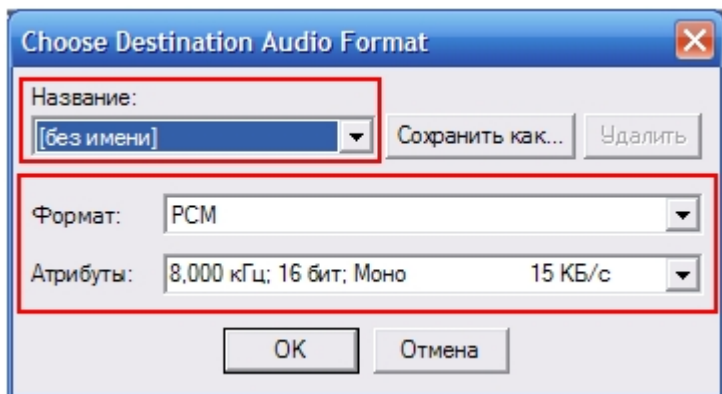 Choose Destination Audio Format
Название:
[без имени]
Сохранить как...
Удалить
Формат:
PCM
Атрибуты:
8,000 кГц; 16 бит; Моно 15 КБ/с
OK
Отмена